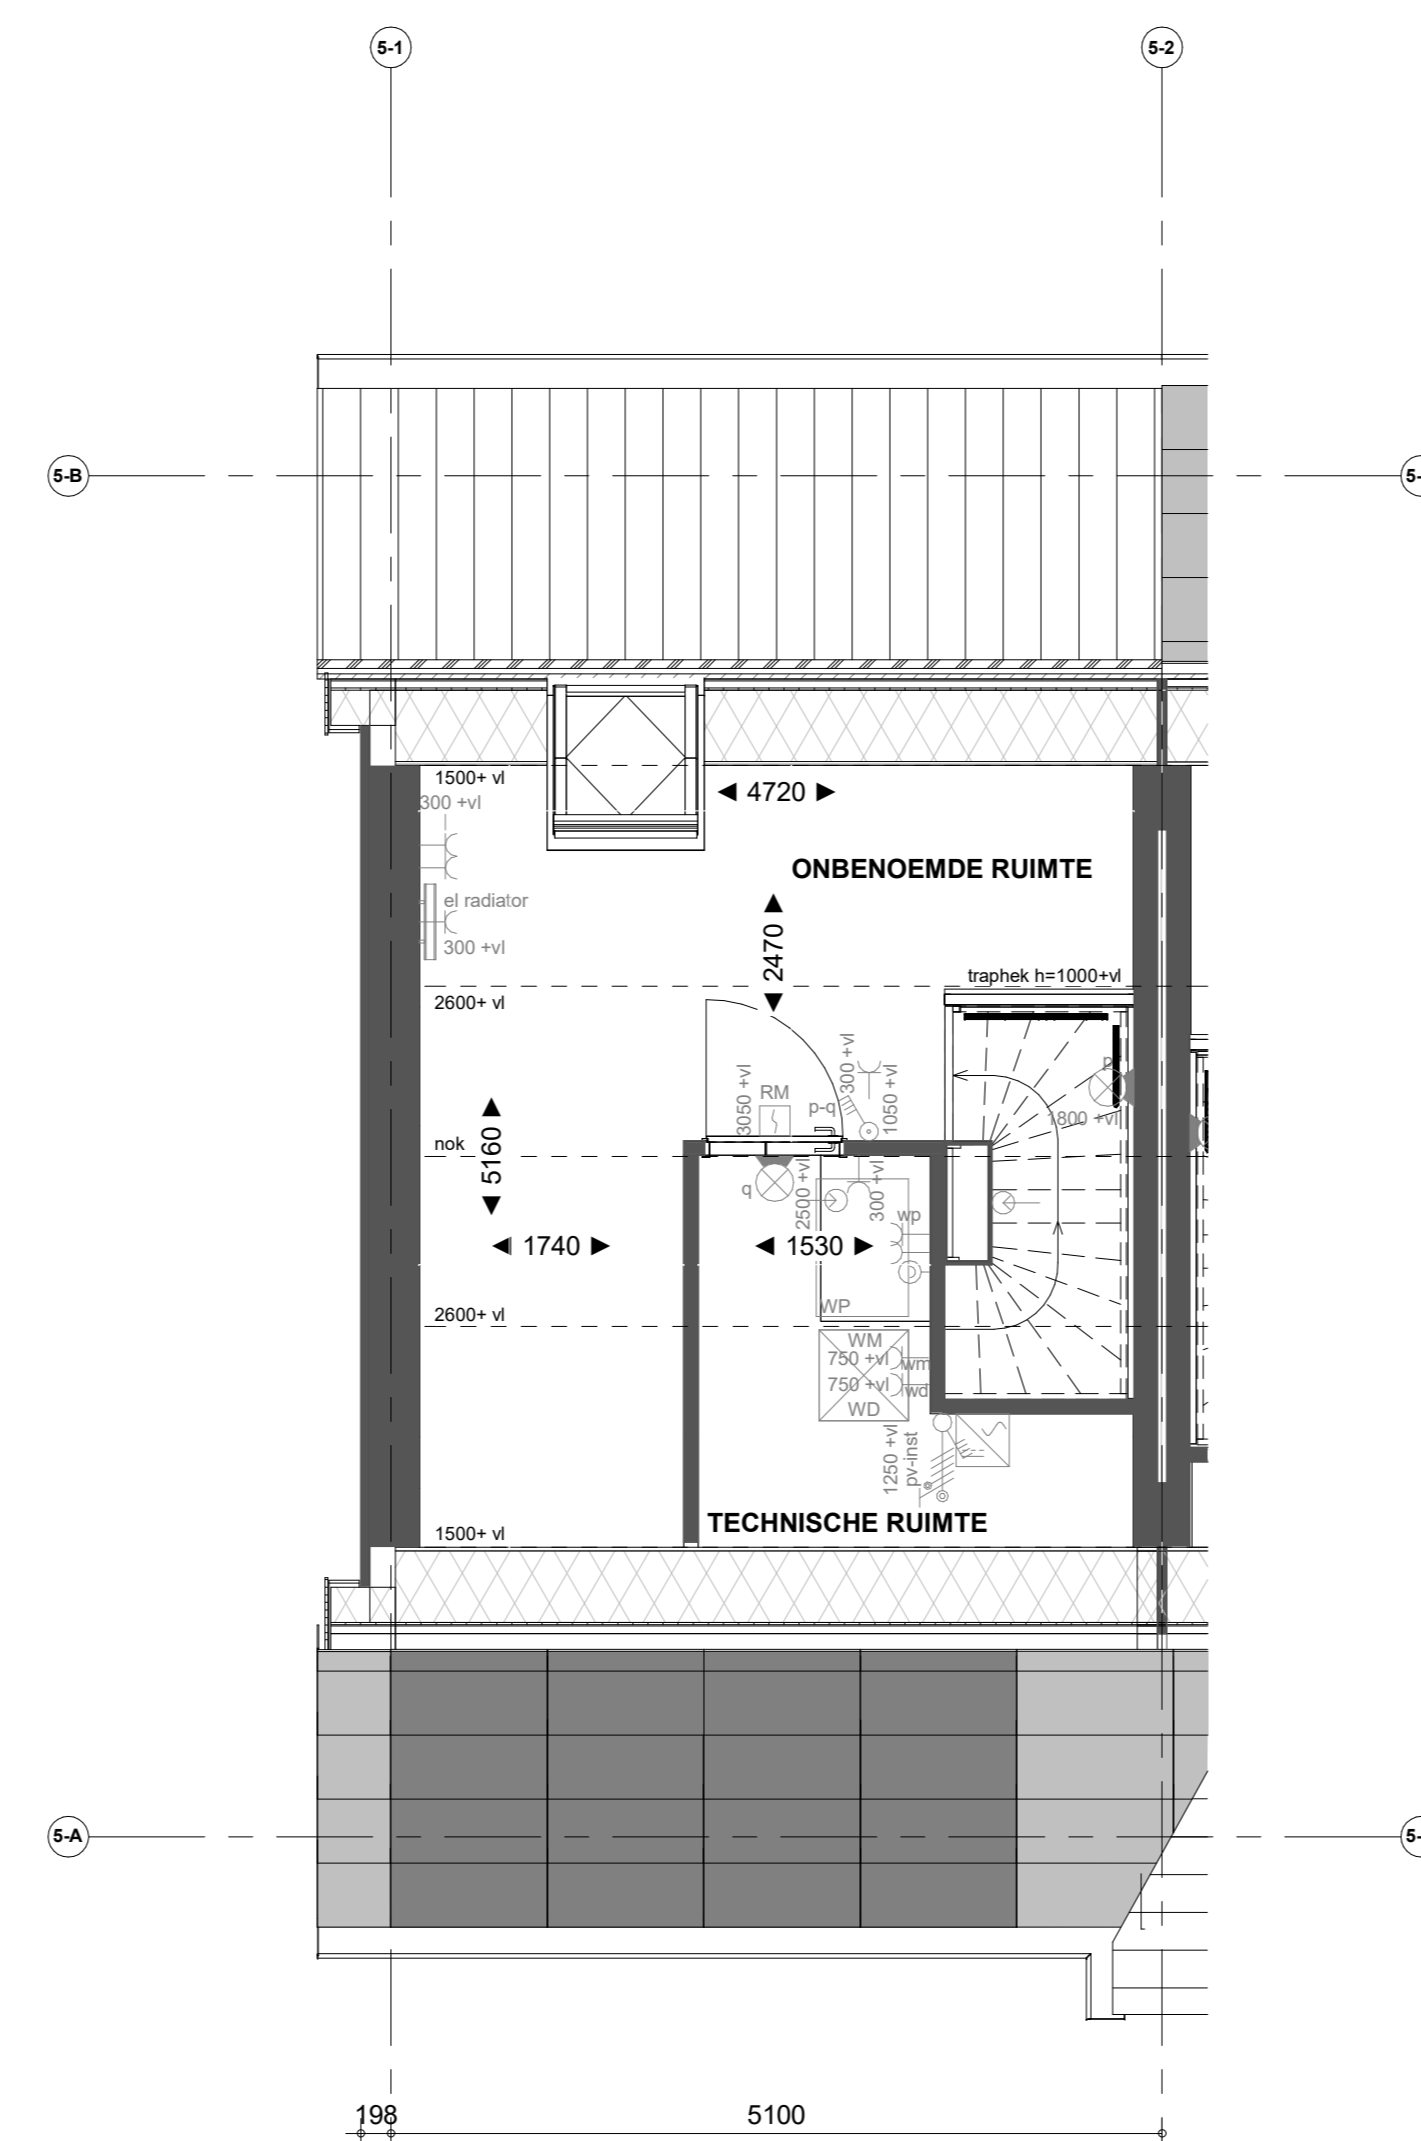 5-1
5-2
5-B
5-
1500+ vl
300 +vl
4720
ONBENOEMDE RUIMTE
el radiator
300 +vl
2470
traphek h=1000+vl
2600+ vl
3050 +vl
RM
p-q
300 +vl
1050 +vl
p
1800 +vl
nok
5160
q
2500 +vl
300 +vl
wp
1740
1530
WP
2600+ vl
WM
750 +vl
wm
750 +vl
wd
WD
1250 +vl
pv-inst
TECHNISCHE RUIMTE
1500+ vl
5-A
5-
198
5100